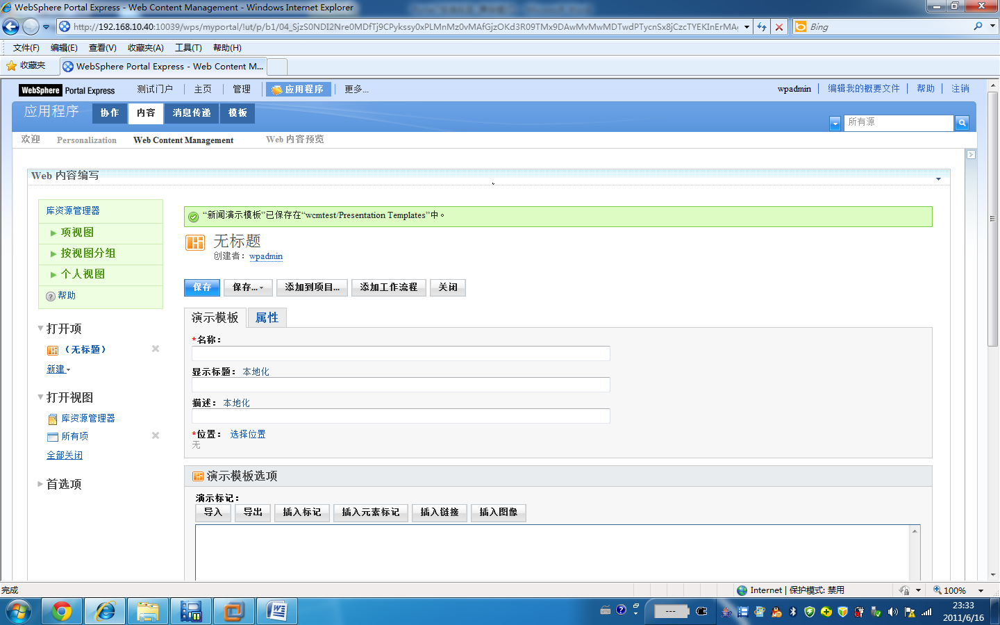 WebSphere Portal Express - Web Content Management - Windows Internet Explorer
http://192.168.10.40:10039/wps/myportal/!ut/p/b1/04_SjzS0NDI2Nre0MDfTj9CPykssy0xPLMnMz0vMAfGjzOKd3R09TMx9DAwMvMwMDTwdPTycnSx8jCzcTYEKInErMA
Bing
文件(F) 编辑(E) 查看(V) 收藏夹(A) 工具(T) 帮助(H)
收藏夹 WebSphere Portal Express - Web Content M...
WebSphere Portal Express 测试门户 主页 管理 应用程序 更多... wpadmin 编辑我的概要文件 帮助 注销
应用程序 协作 内容 消息传递 模板
所有源
欢迎 Personalization Web Content Management Web 内容预览
Web 内容编写
库资源管理器
项视图
按视图分组
个人视图
帮助
打开项
（无标题）
新建
打开视图
库资源管理器
所有项
全部关闭
首选项
“新闻演示模板”已保存在“wcmtest/Presentation Templates”中。
无标题
创建者： wpadmin
保存 保存... 添加到项目... 添加工作流程 关闭
演示模板 属性
*名称：
显示标题： 本地化
描述： 本地化
*位置： 选择位置
无
演示模板选项
演示标记：
导入 导出 插入标记 插入元素标记 插入链接 插入图像
完成 Internet | 保护模式: 禁用 100%
---
23:33
2011/6/16